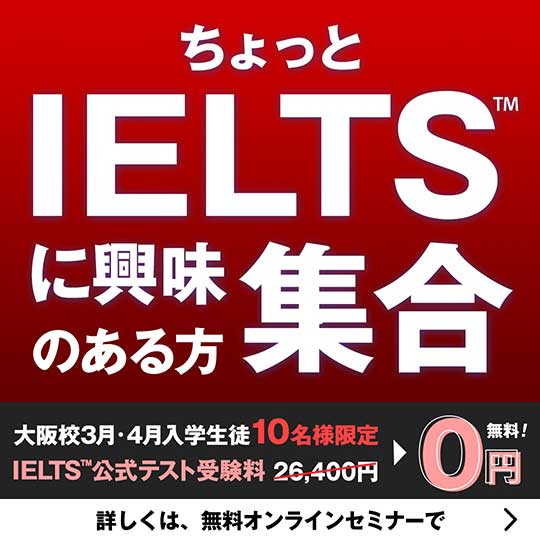 ちょっと
IELTS™
に興味
のある方
集合
大阪校3月・4月入学生徒10名様限定
IELTS™公式テスト受験料 26,400円
0円
無料!
詳しくは、無料オンラインセミナーで